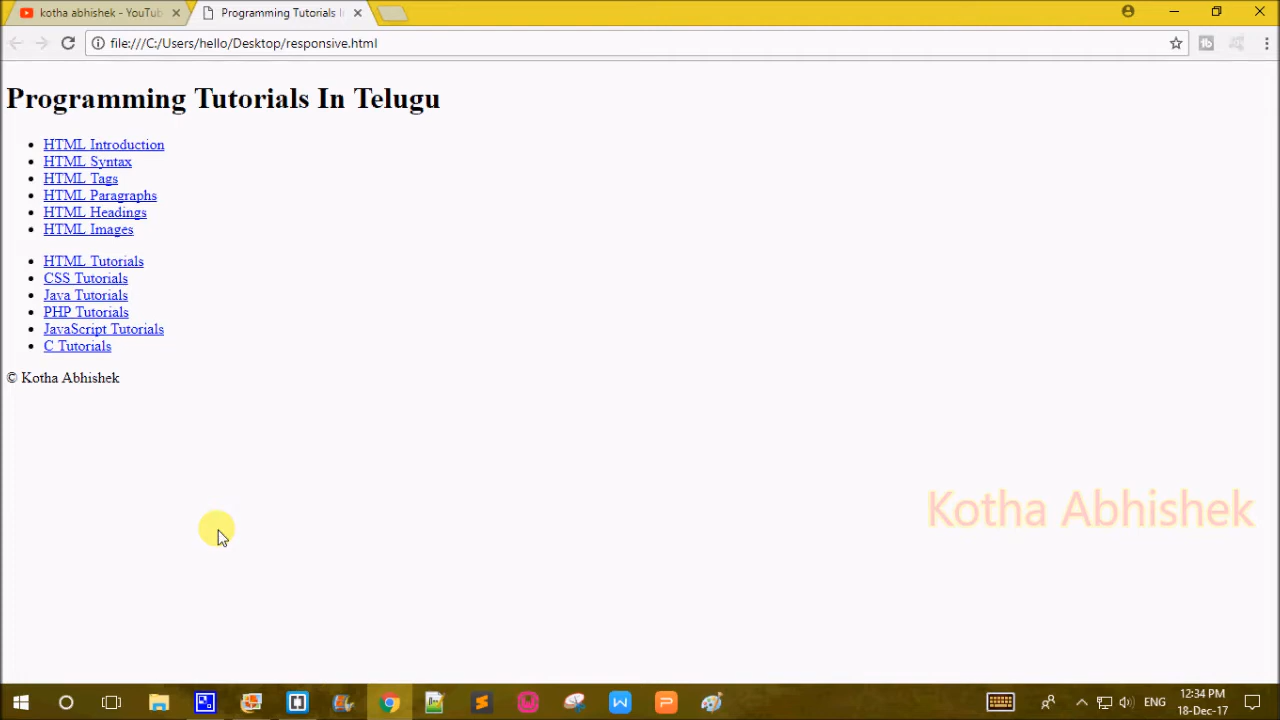 kotha abhishek - YouTub
Programming Tutorials I
file:///C:/Users/hello/Desktop/responsive.html
Programming Tutorials In Telugu
HTML Introduction
HTML Syntax
HTML Tags
HTML Paragraphs
HTML Headings
HTML Images
HTML Tutorials
CSS Tutorials
Java Tutorials
PHP Tutorials
JavaScript Tutorials
C Tutorials
© Kotha Abhishek
Kotha Abhishek
ENG
12:34 PM
18-Dec-17